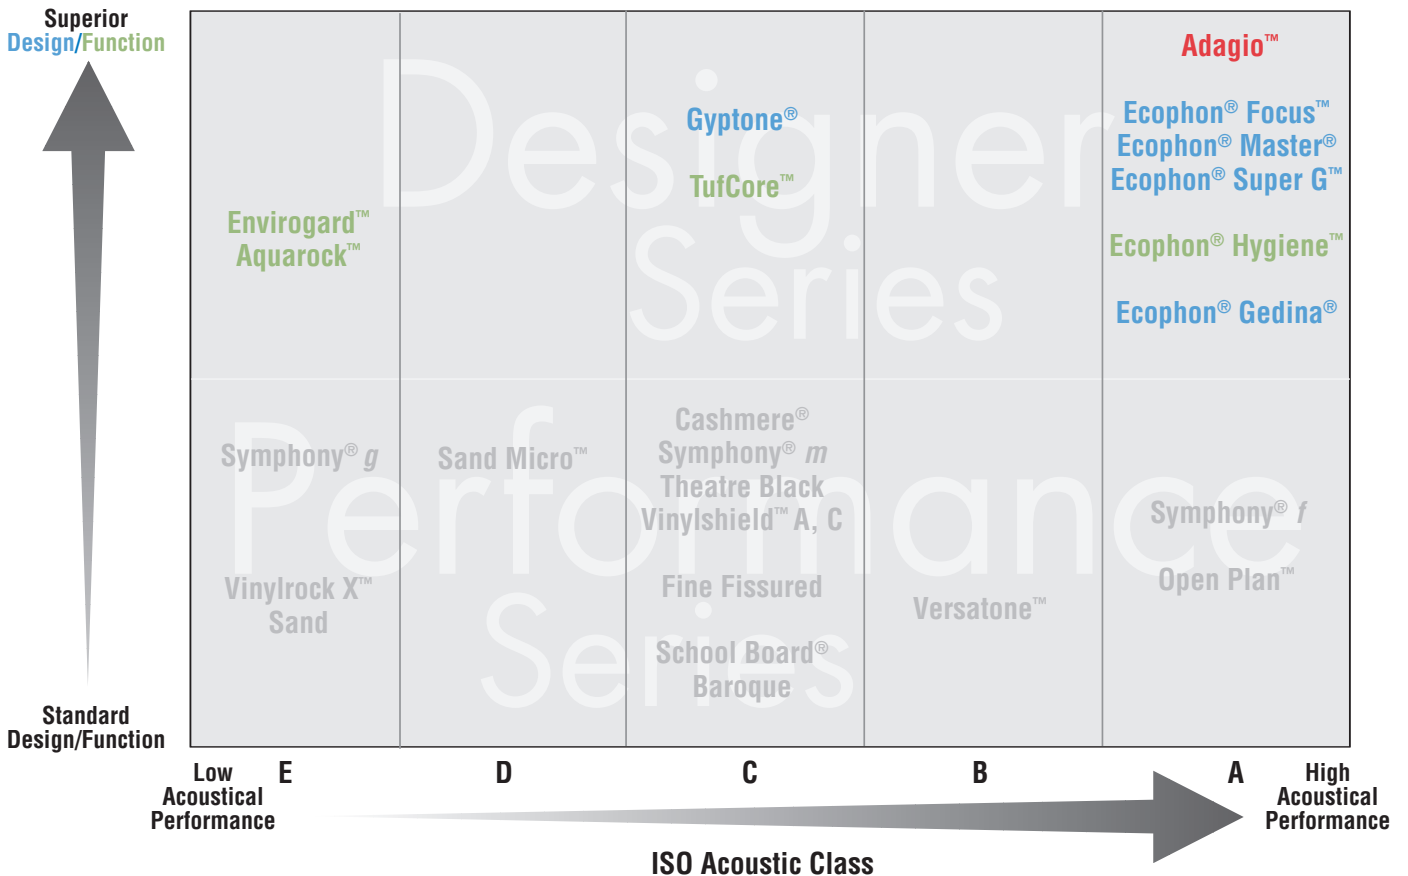 Superior
Design/Function
Standard
Design/Function
Designer
Series
Performance
Series
Envirogard™
Aquarock™
Gyptone®
TufCore™
Adagio™
Ecophon® Focus™
Ecophon® Master®
Ecophon® Super G™
Ecophon® Hygiene™
Ecophon® Gedina®
Symphony® g
Vinylrock X™
Sand
Sand Micro™
Cashmere®
Symphony® m
Theatre Black
Vinylshield™ A, C
Fine Fissured
School Board®
Baroque
Versatone™
Symphony® f
Open Plan™
Low
Acoustical
Performance
E D C B A
High
Acoustical
Performance
ISO Acoustic Class